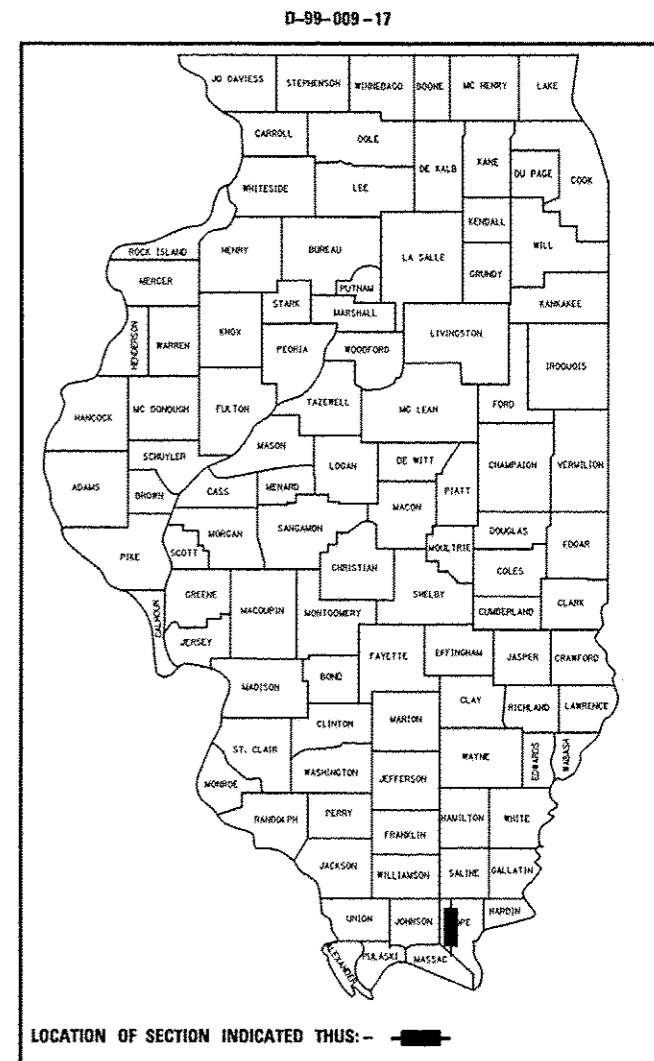 D-99-009-17
JO DAVIESS STEPHENSON WINNEBAGO BOONE MC HENRY LAKE
CARROLL OGLE DE KALB KANE DU PAGE COOK
WHITESIDE LEE KENDALL WILL
ROCK ISLAND HENRY BUREAU LA SALLE GRUNDY
MERCER STARK PUTNAM KANKAKEE
MARSHALL LIVINGSTON
HENDERSON WARREN KNOX PEORIA WOODFORD IROQUOIS
TAZEWELL MC LEAN FORD
HANCOCK MC DONOUGH FULTON
MASON
SCHUYLER LOGAN DE WITT CHAMPAIGN VERMILION
ADAMS BROWN CASS MENARD PIATT
MACON
PIKE SCOTT MORGAN SANGAMON MOULTRIE DOUGLAS EDGAR
CHRISTIAN COLES
CALHOUN GREENE MACOUPIN MONTGOMERY SHELBY CUMBERLAND CLARK
JERSEY
FAYETTE EFFINGHAM JASPER CRAWFORD
MADISON BOND
CLAY RICHLAND LAWRENCE
CLINTON MARION
ST. CLAIR WAYNE EDWARDS WABASH
WASHINGTON JEFFERSON
MONROE
RANDOLPH PERRY HAMILTON WHITE
FRANKLIN
JACKSON WILLIAMSON SALINE GALLATIN
UNION JOHNSON OPE HARDIN
ALEXANDER PULASKI MASSAC
LOCATION OF SECTION INDICATED THUS: -